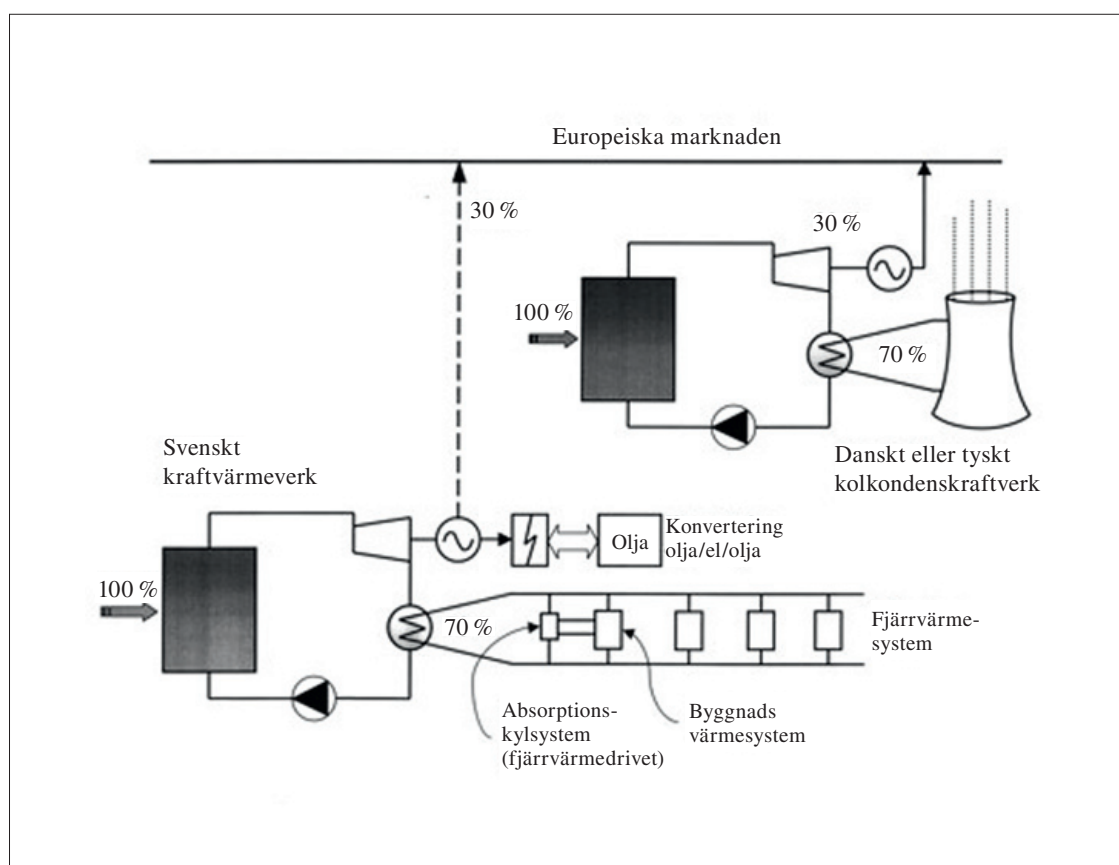 Europeiska marknaden
30 %
30 %
100 %
70 %
Danskt eller tyskt
kolkondenskraftverk
Svenskt
kraftvärmeverk
Olja
Konvertering
olja/el/olja
100 %
70 %
Fjärrvärme-
system
Absorptions-
kylsystem
(fjärrvärmedrivet)
Byggnads
värmesystem